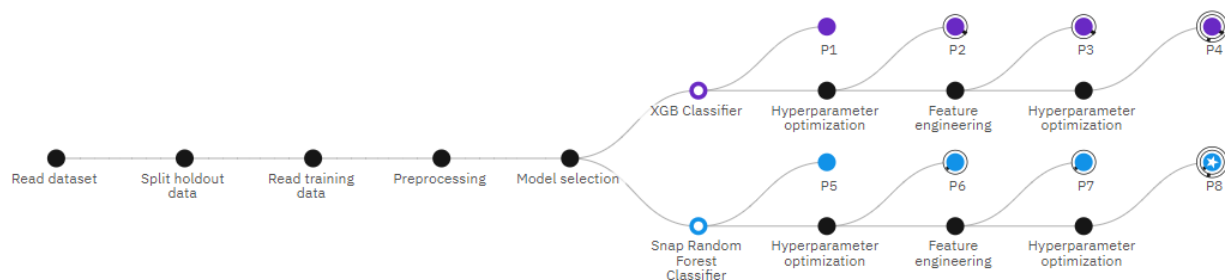 P1
P2
P3
P4
XGB Classifier
Hyperparameter
optimization
Feature
engineering
Hyperparameter
optimization
Read dataset
Split holdout
data
Read training
data
Preprocessing
Model selection
P5
P6
P7
P8
Snap Random
Forest
Classifier
Hyperparameter
optimization
Feature
engineering
Hyperparameter
optimization